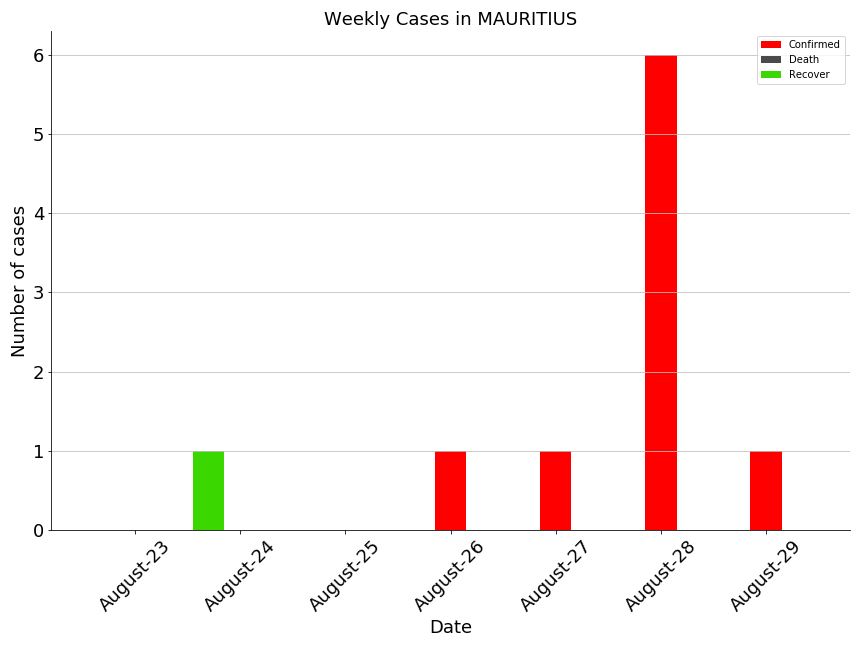 Weekly Cases in MAURITIUS
Confirmed
Death
Recover
Number of cases
6
5
4
3
2
1
0
August-23
August-24
August-25
August-26
August-27
August-28
August-29
Date